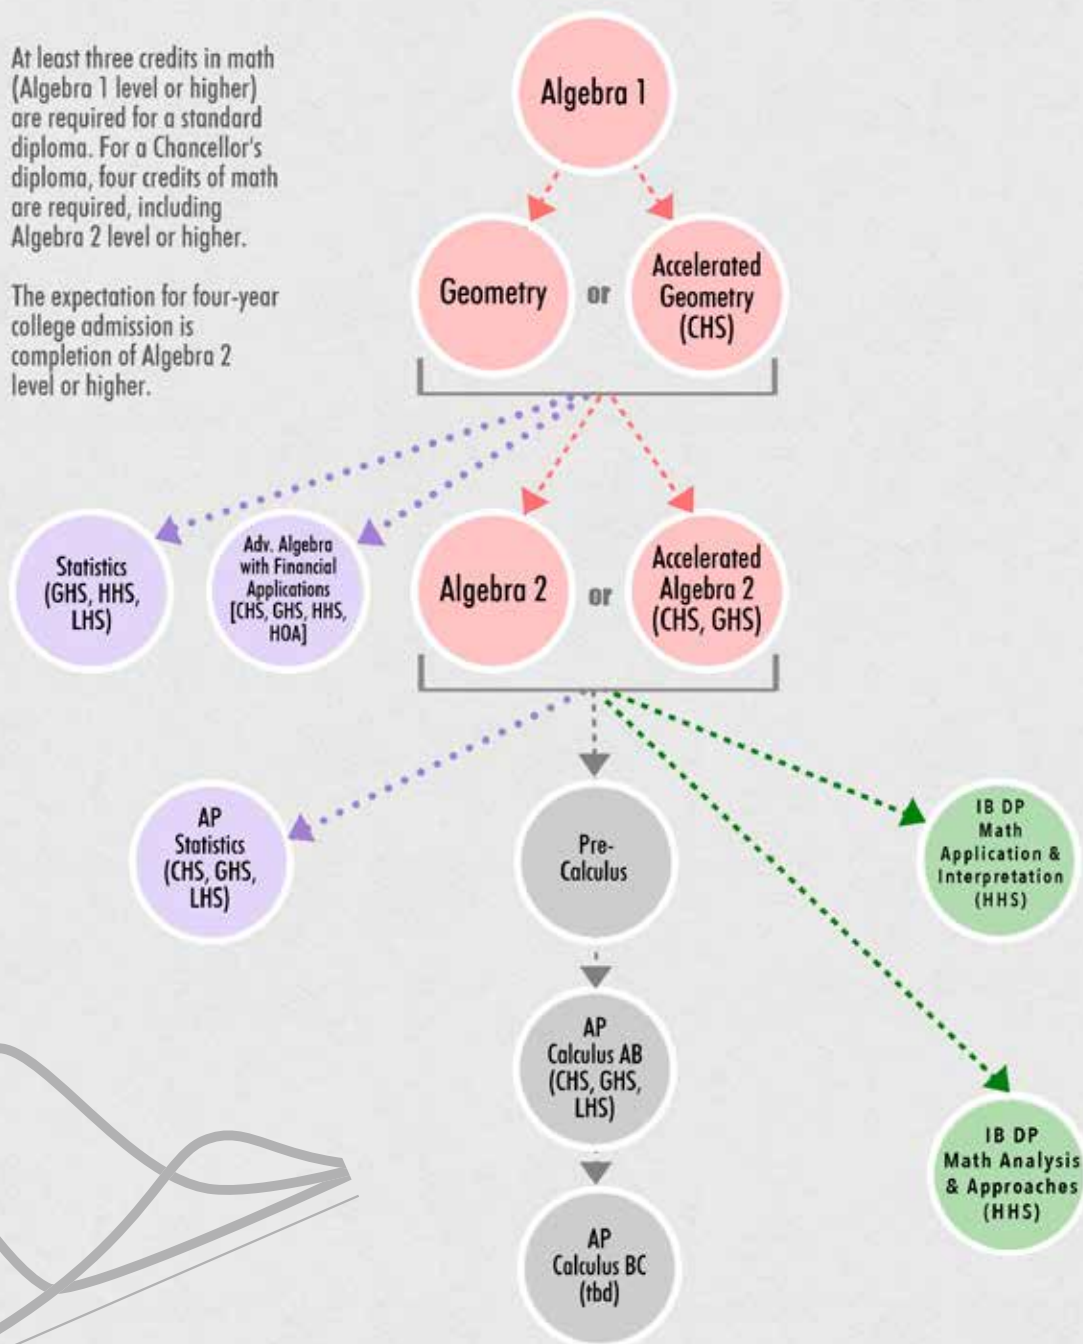 At least three credits in math
(Algebra 1 level or higher)
are required for a standard
diploma. For a Chancellor's
diploma, four credits of math
are required, including
Algebra 2 level or higher.
The expectation for four-year
college admission is
completion of Algebra 2
level or higher.
Algebra 1
Geometry
or
Accelerated
Geometry
(CHS)
Statistics
(GHS, HHS,
LHS)
Adv. Algebra
with Financial
Applications
[CHS, GHS, HHS,
HOA]
Algebra 2
or
Accelerated
Algebra 2
(CHS, GHS)
AP
Statistics
(CHS, GHS,
LHS)
Pre-
Calculus
IB DP
Math
Application &
Interpretation
(HHS)
AP
Calculus AB
(CHS, GHS,
LHS)
IB DP
Math Analysis
& Approaches
(HHS)
AP
Calculus BC
(tbd)